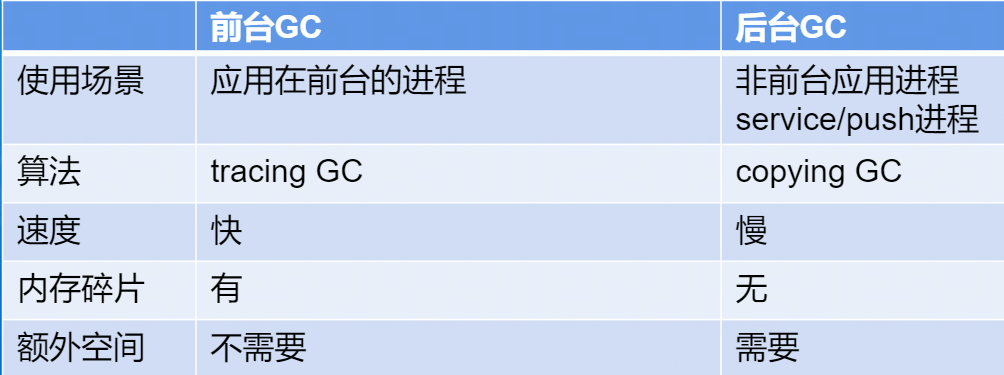 前台GC 后台GC
使用场景 应用在前台的进程 非前台应用进程
service/push进程
算法 tracing GC copying GC
速度 快 慢
内存碎片 有 无
额外空间 不需要 需要